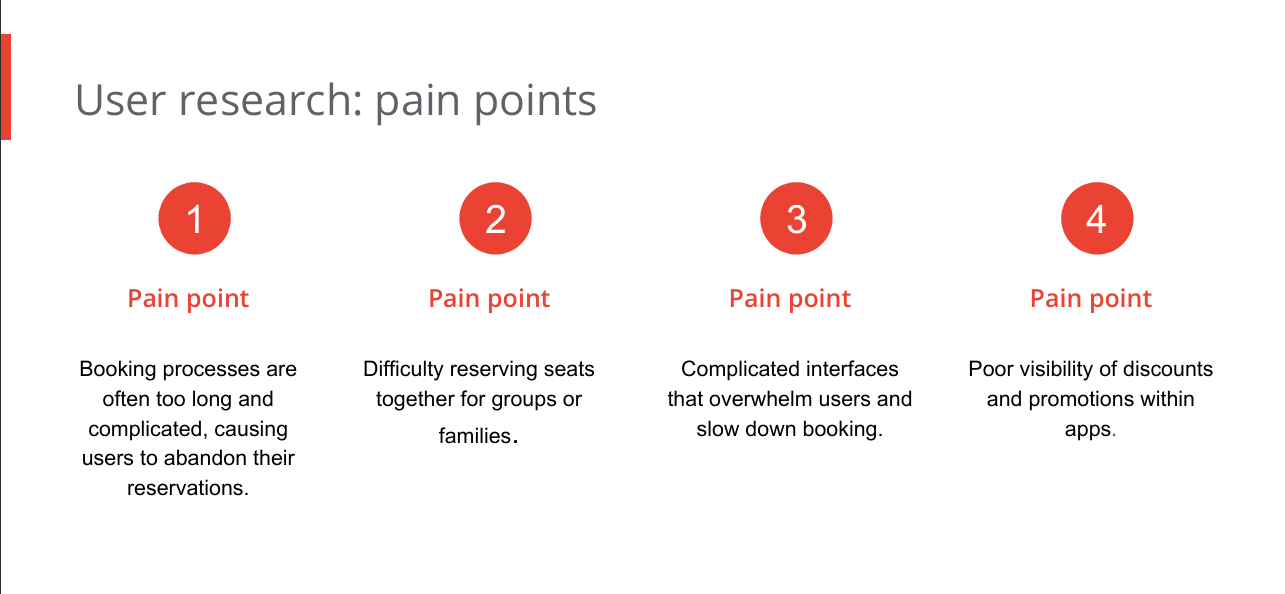 User research: pain points
1
Pain point
Booking processes are
often too long and
complicated, causing
users to abandon their
reservations.
2
Pain point
Difficulty reserving seats
together for groups or
families.
3
Pain point
Complicated interfaces
that overwhelm users and
slow down booking.
4
Pain point
Poor visibility of discounts
and promotions within
apps.